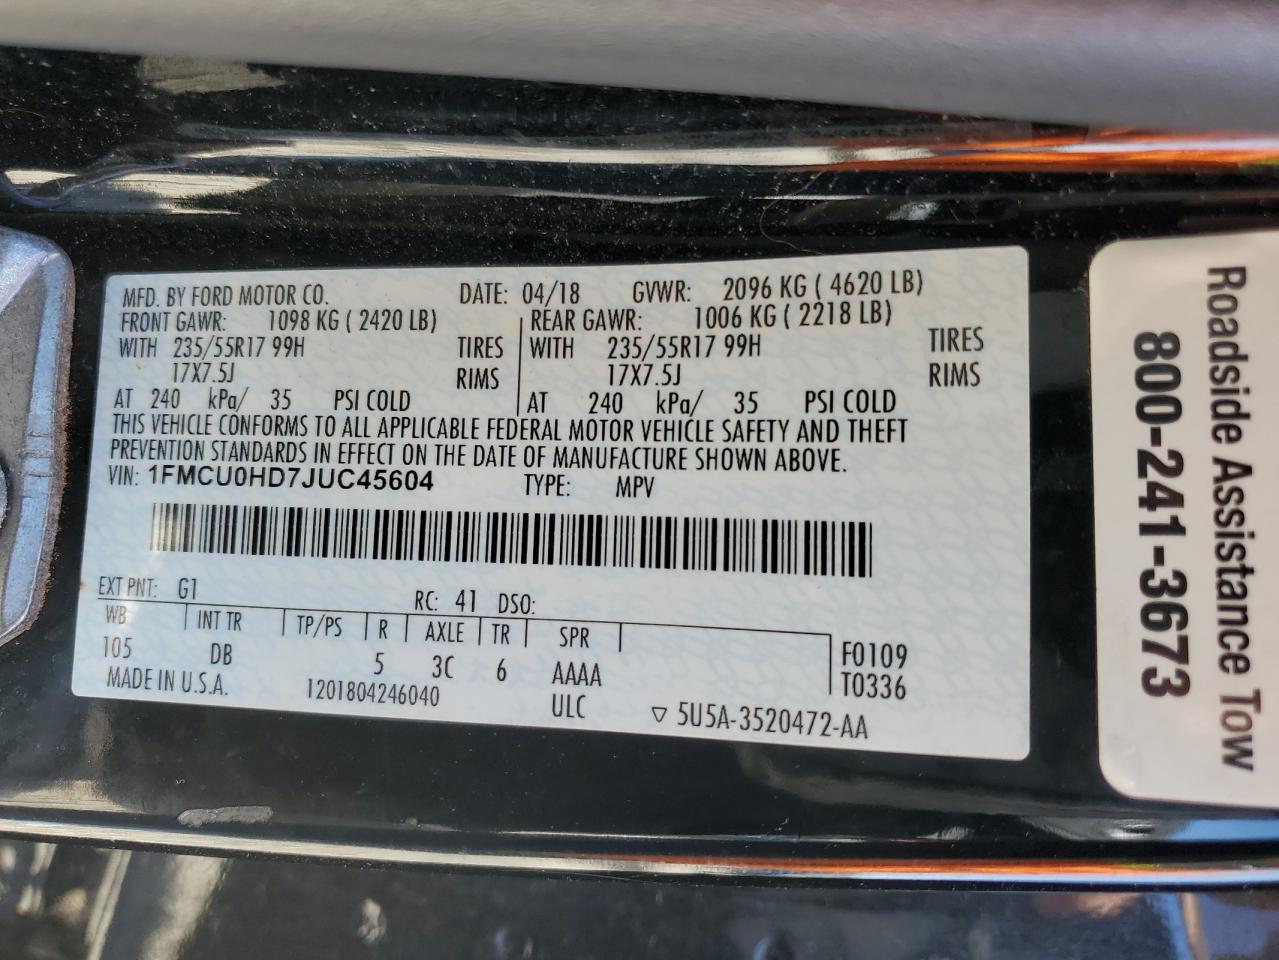 MFD. BY FORD MOTOR CO. DATE: 04/18 GVWR: 2096 KG ( 4620 LB)
FRONT GAWR: 1098 KG ( 2420 LB) REAR GAWR: 1006 KG ( 2218 LB)
WITH 235/55R17 99H TIRES WITH 235/55R17 99H TIRES
17X7.5J RIMS 17X7.5J RIMS
AT 240 kPa/ 35 PSI COLD AT 240 kPa/ 35 PSI COLD
THIS VEHICLE CONFORMS TO ALL APPLICABLE FEDERAL MOTOR VEHICLE SAFETY AND THEFT
PREVENTION STANDARDS IN EFFECT ON THE DATE OF MANUFACTURE SHOWN ABOVE.
VIN: 1FMCU0HD7JUC45604 TYPE: MPV
EXT PNT: G1 RC: 41 DSO:
WB INT TR TP/PS R AXLE TR SPR
105 DB 5 3C 6 AAAA F0109
MADE IN U.S.A. 1201804246040 ULC T0336
▽ 5U5A-3520472-AA
Roadside Assistance Tow
800-241-3673